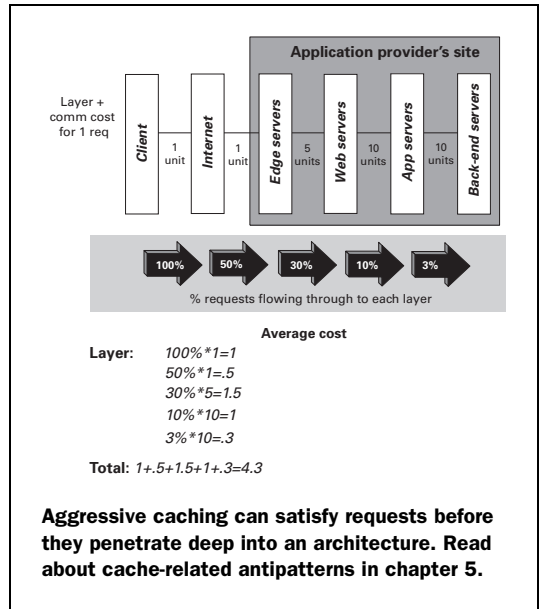 Application provider's site
Layer +
comm cost
for 1 req
Client
1
unit
Internet
1
unit
Edge servers
5
units
Web servers
10
units
App servers
10
units
Back-end servers
100%
50%
30%
10%
3%
% requests flowing through to each layer
Average cost
Layer: 100%*1=1
50%*1=.5
30%*5=1.5
10%*10=1
3%*10=.3
Total: 1+.5+1.5+1+.3=4.3
Aggressive caching can satisfy requests before
they penetrate deep into an architecture. Read
about cache-related antipatterns in chapter 5.